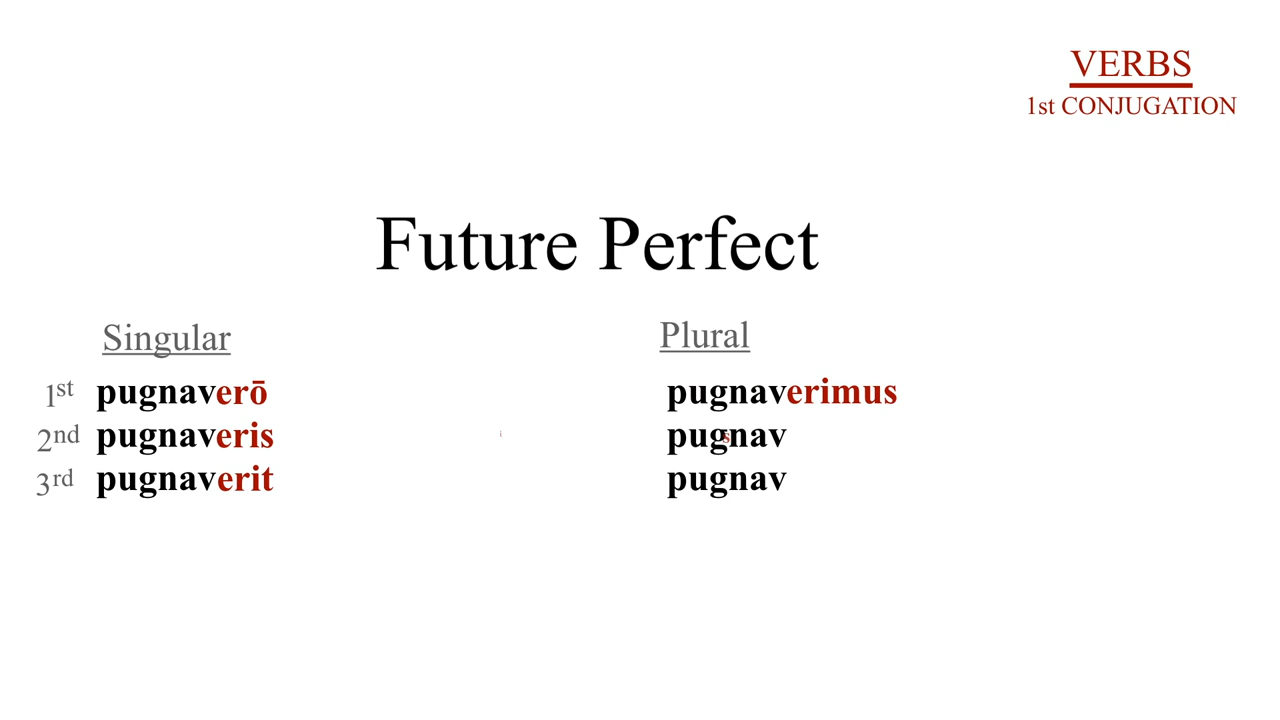 VERBS
1st CONJUGATION
Future Perfect
Singular Plural
1st pugnaverō pugnaverimus
2nd pugnaveris pugnav
3rd pugnaverit pugnav